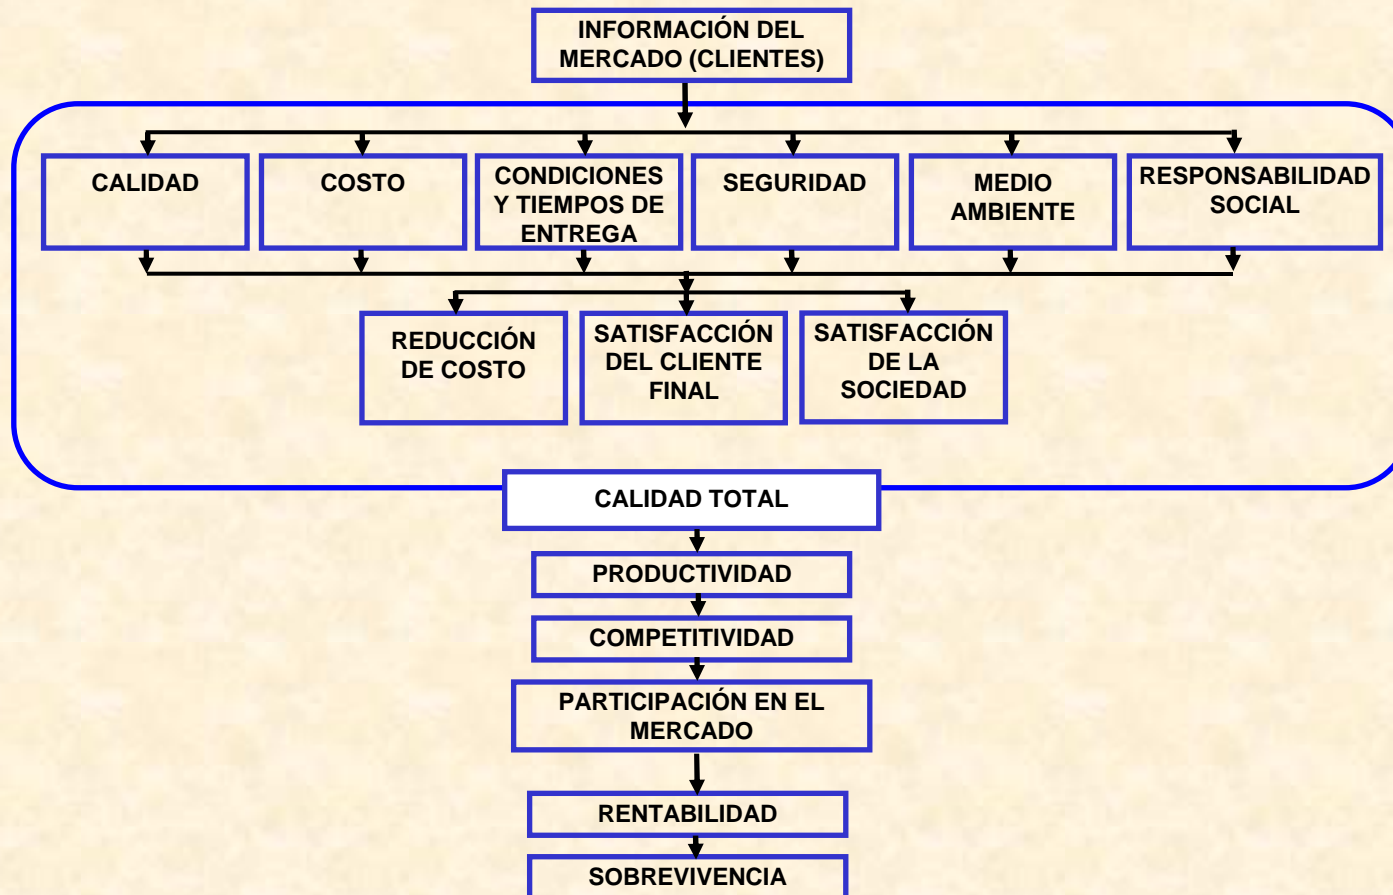 INFORMACIÓN DEL
MERCADO (CLIENTES)
CALIDAD
COSTO
CONDICIONES
Y TIEMPOS DE
ENTREGA
SEGURIDAD
MEDIO
AMBIENTE
RESPONSABILIDAD
SOCIAL
REDUCCIÓN
DE COSTO
SATISFACCIÓN
DEL CLIENTE
FINAL
SATISFACCIÓN
DE LA
SOCIEDAD
CALIDAD TOTAL
PRODUCTIVIDAD
COMPETITIVIDAD
PARTICIPACIÓN EN EL
MERCADO
RENTABILIDAD
SOBREVIVENCIA